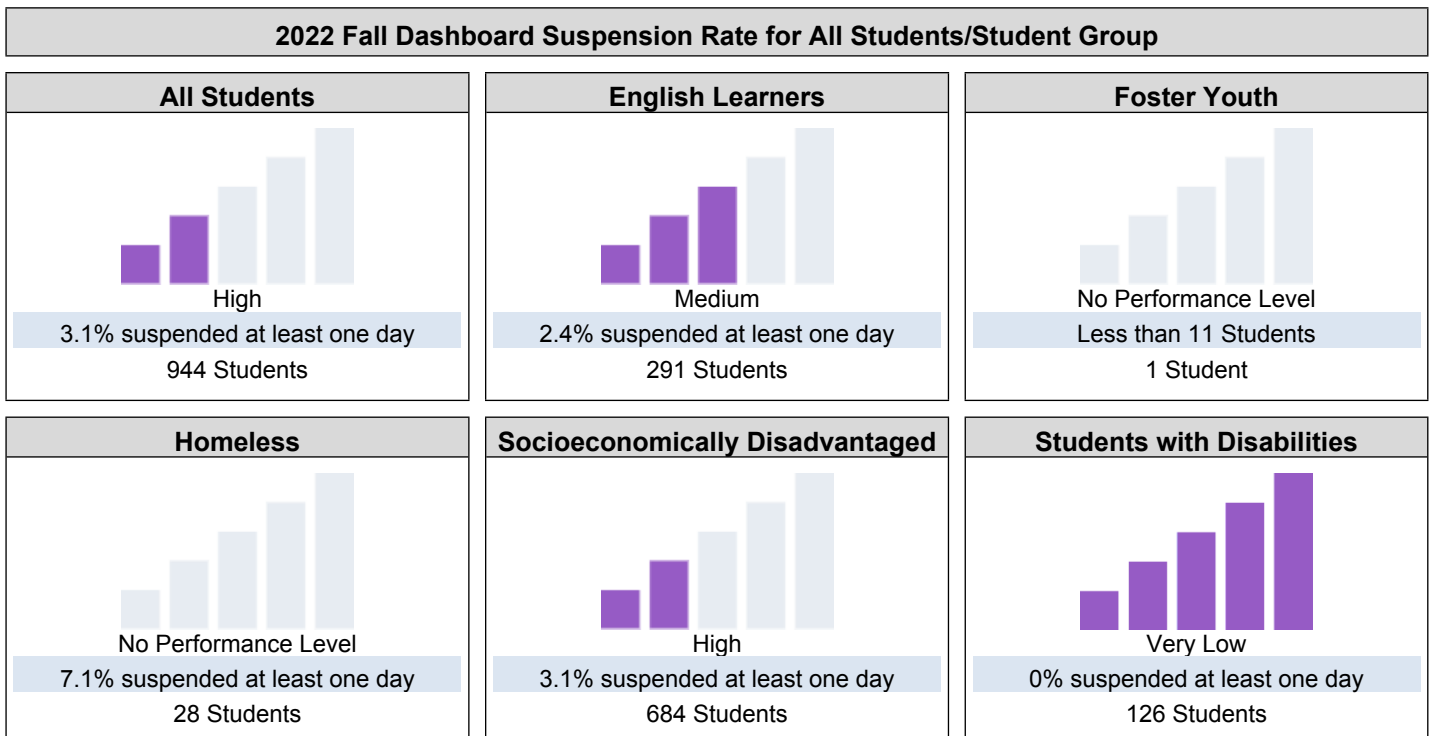 2022 Fall Dashboard Suspension Rate for All Students/Student Group
All Students
High
3.1% suspended at least one day
944 Students
English Learners
Medium
2.4% suspended at least one day
291 Students
Foster Youth
No Performance Level
Less than 11 Students
1 Student
Homeless
No Performance Level
7.1% suspended at least one day
28 Students
Socioeconomically Disadvantaged
High
3.1% suspended at least one day
684 Students
Students with Disabilities
Very Low
0% suspended at least one day
126 Students